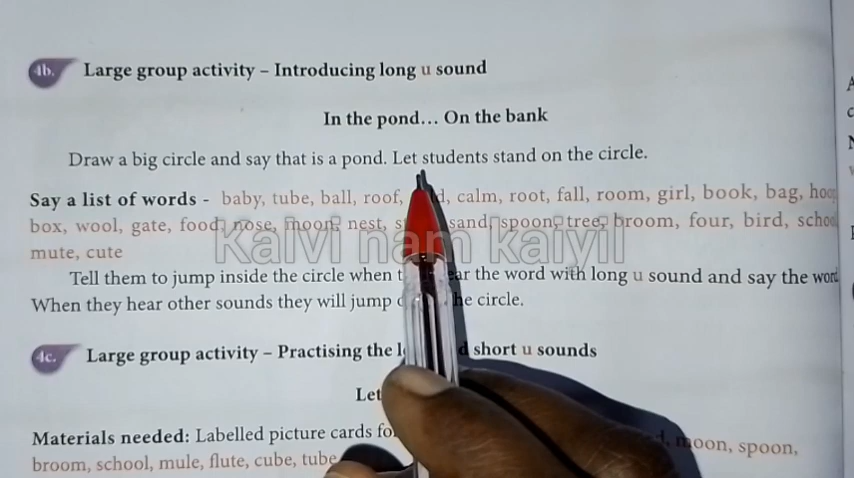 4b. Large group activity – Introducing long u sound
In the pond... On the bank
Draw a big circle and say that is a pond. Let students stand on the circle.
Say a list of words - baby, tube, ball, roof, calm, root, fall, room, girl, book, bag,
box, wool, gate, food, nose, moon, nest, sand, spoon, tree, broom, four, bird,
mute, cute
Kalvi nam kaiyil
Tell them to jump inside the circle when the word with long u sound and say the
When they hear other sounds they will jump circle.
4c. Large group activity – Practising the short u sounds
Let
Materials needed: Labelled picture cards moon, spoon,
broom, school, mule, flute, cube, tube